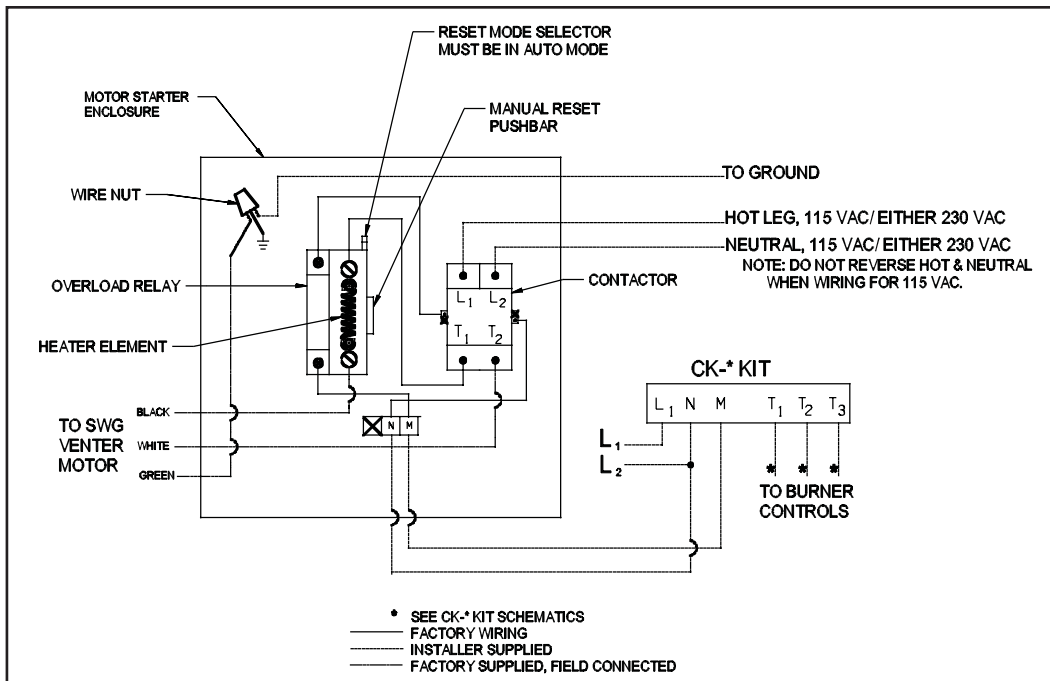 RESET MODE SELECTOR
MUST BE IN AUTO MODE
MOTOR STARTER
ENCLOSURE
MANUAL RESET
PUSHBAR
WIRE NUT
TO GROUND
HOT LEG, 115 VAC/ EITHER 230 VAC
NEUTRAL, 115 VAC/ EITHER 230 VAC
NOTE: DO NOT REVERSE HOT & NEUTRAL
WHEN WIRING FOR 115 VAC.
OVERLOAD RELAY
CONTACTOR
L1 L2
T1 T2
HEATER ELEMENT
CK-* KIT
L1 N M T1 T2 T3
BLACK
TO SWG
VENTER
MOTOR
WHITE
GREEN
N M
L1
L2
* * *
TO BURNER
CONTROLS
* SEE CK-* KIT SCHEMATICS
FACTORY WIRING
INSTALLER SUPPLIED
FACTORY SUPPLIED, FIELD CONNECTED